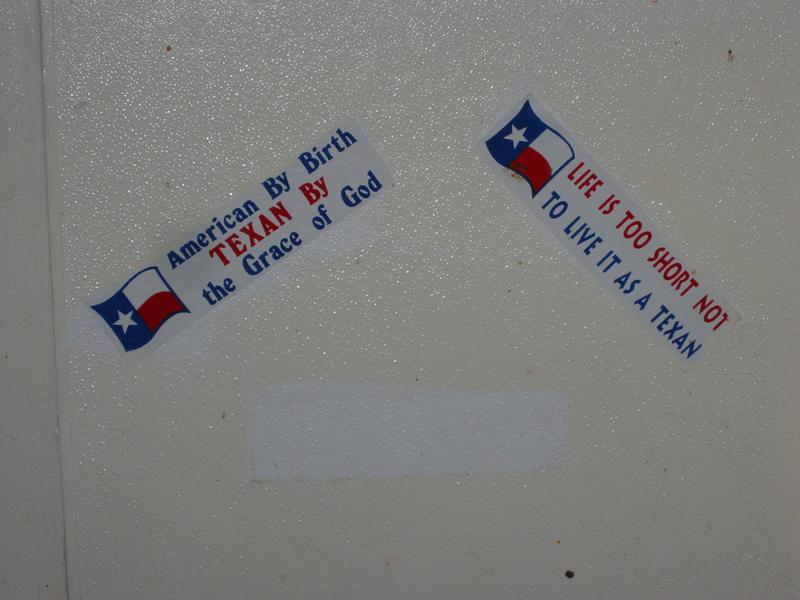 American By Birth
TEXAN By
the Grace of God
LIFE IS TOO SHORT NOT
TO LIVE IT AS A TEXAN